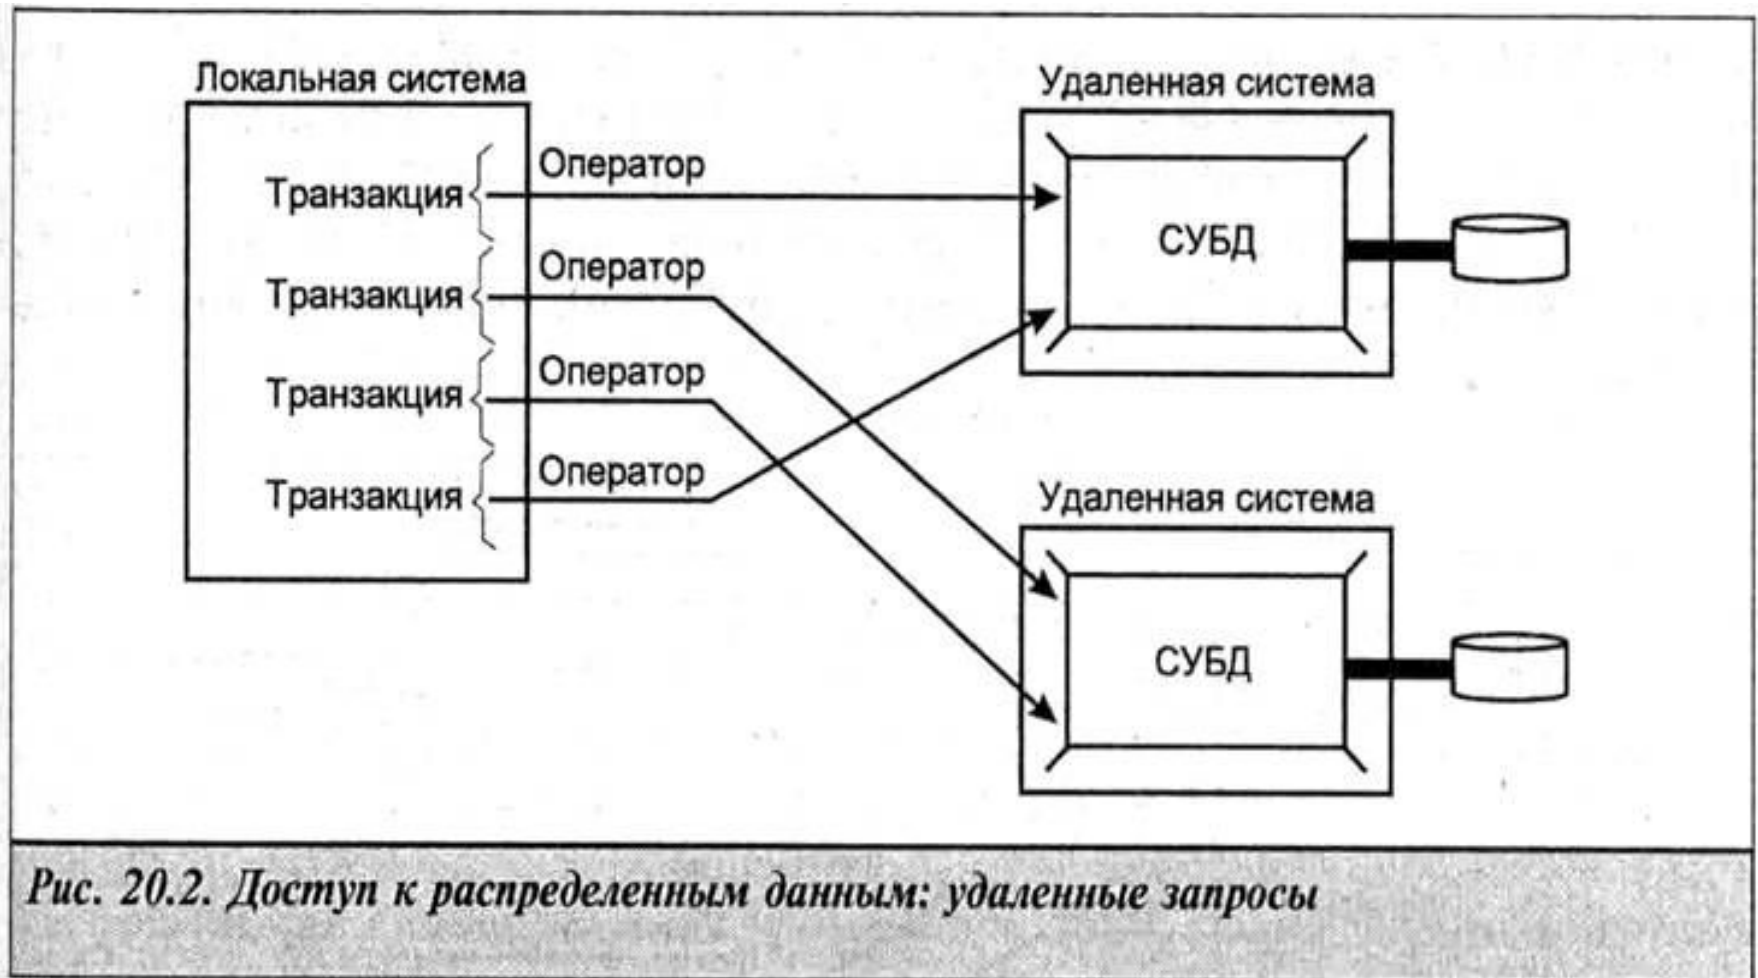 Локальная система
Удаленная система
Транзакция
Оператор
СУБД
Транзакция
Оператор
Транзакция
Оператор
Транзакция
Оператор
Удаленная система
СУБД
Рис. 20.2. Доступ к распределенным данным: удаленные запросы